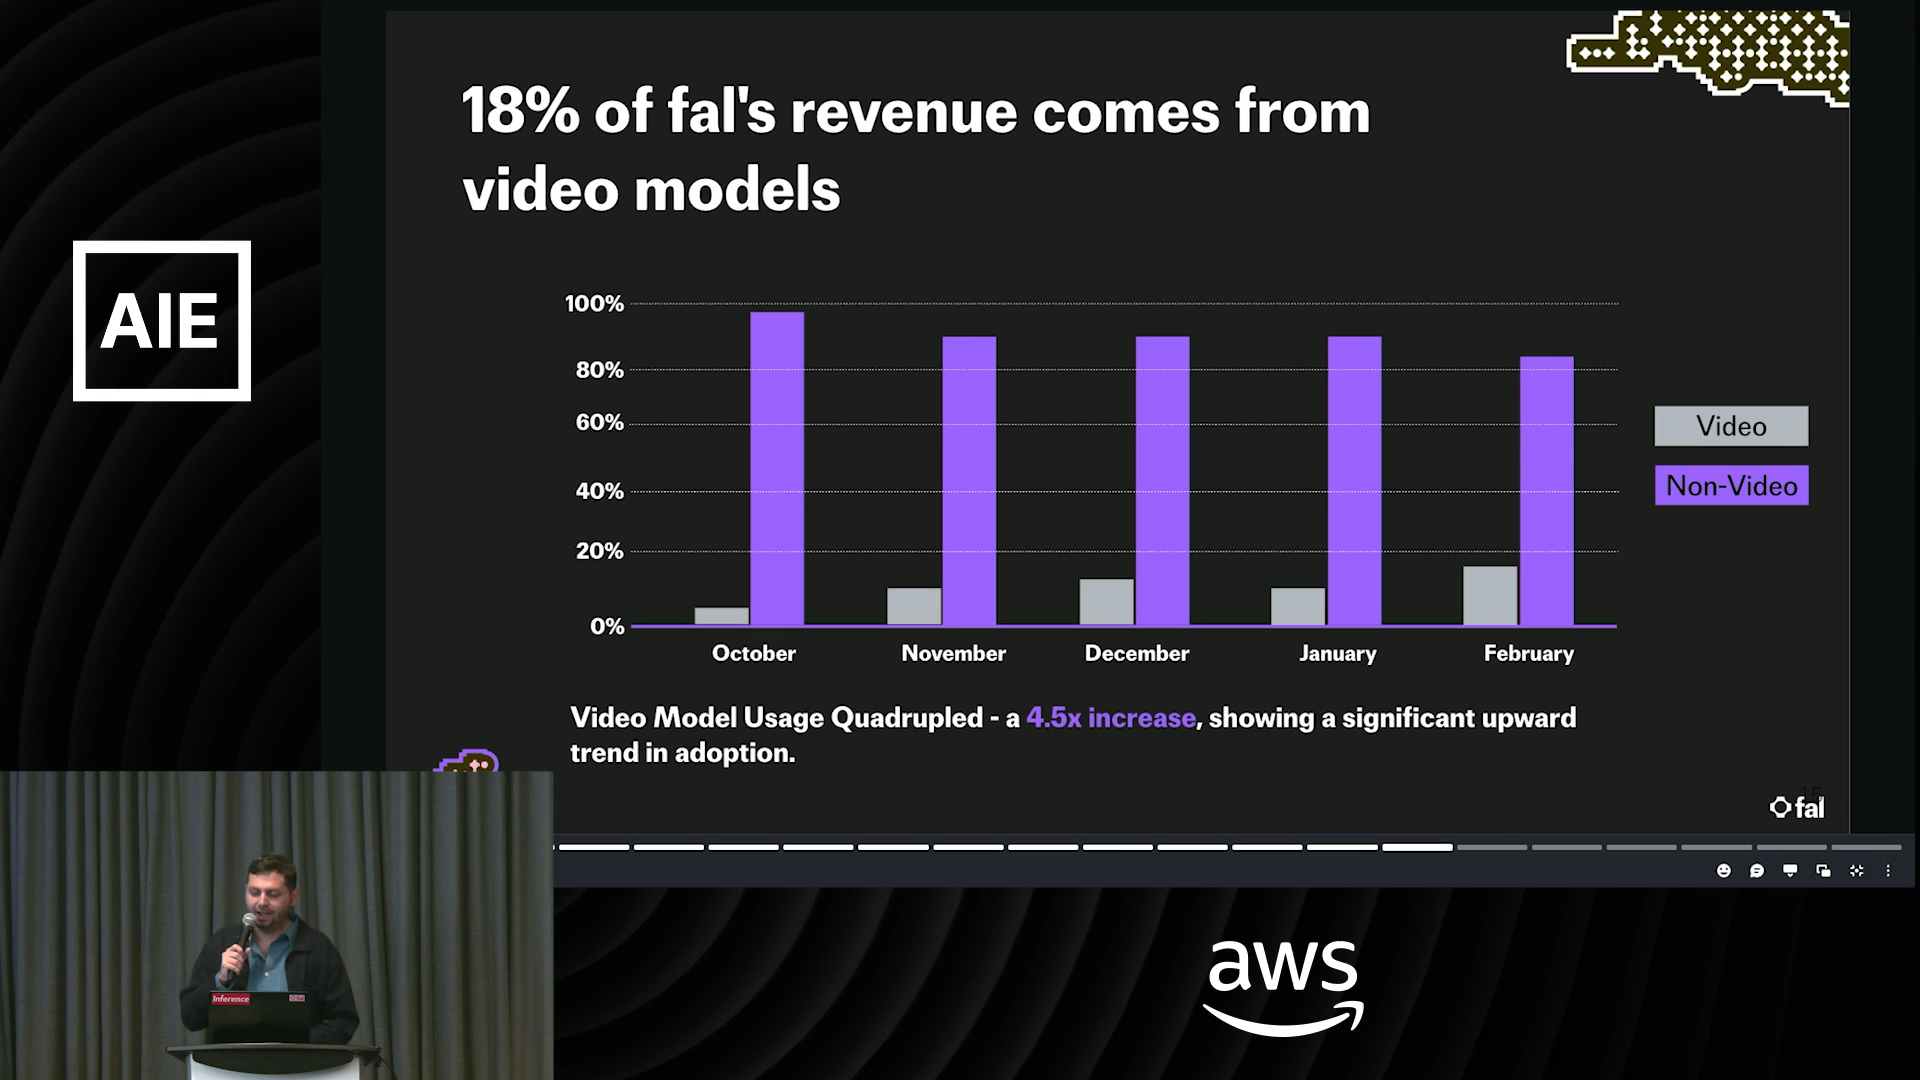 18% of fal's revenue comes from
video models
AIE
100%
80%
60%
40%
20%
0%
October
November
December
January
February
Video
Non-Video
Video Model Usage Quadrupled - a 4.5x increase, showing a significant upward
trend in adoption.
15
fal
Inference
aws